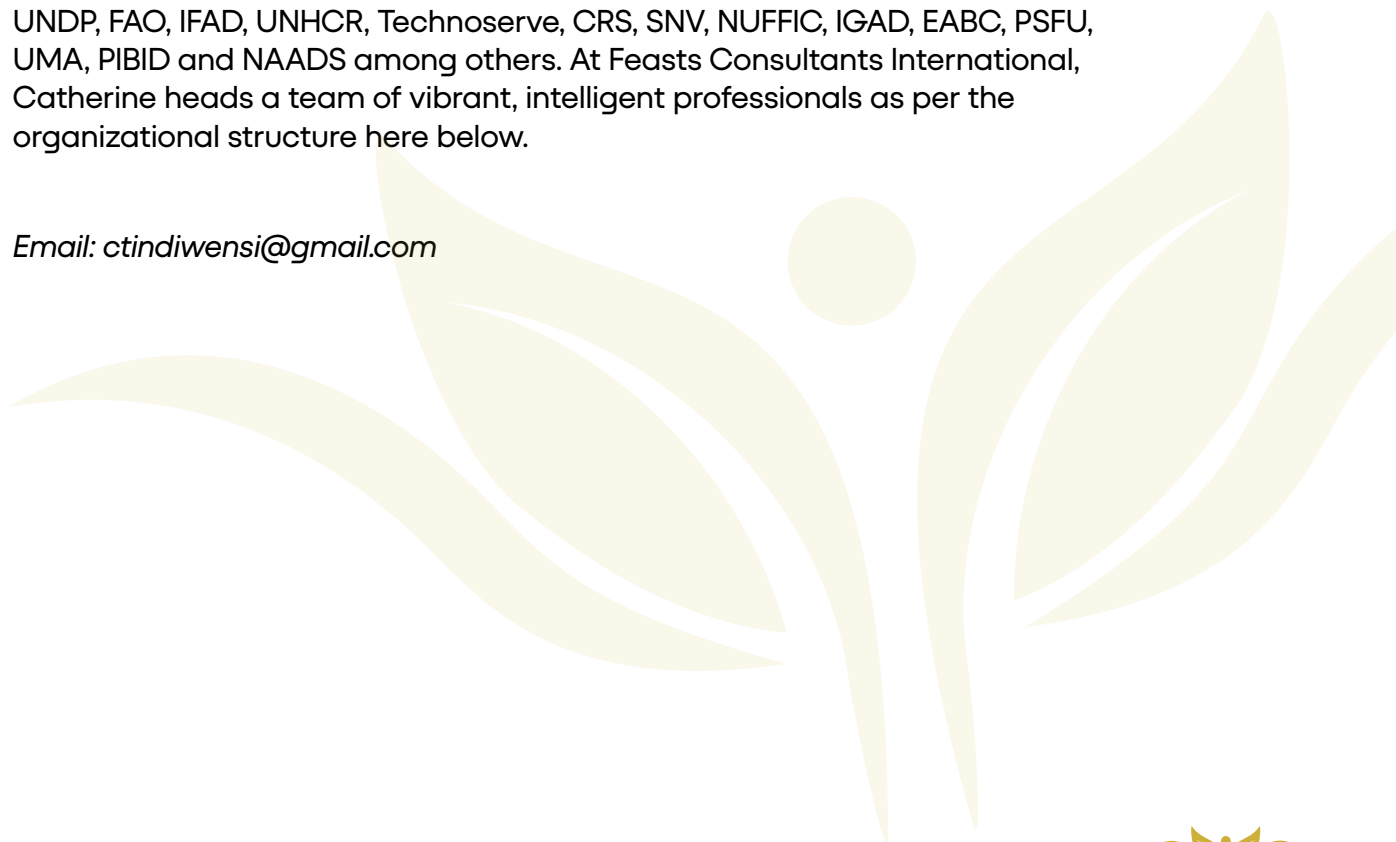 UNDP, FAO, IFAD, UNHCR, Technoserve, CRS, SNV, NUFFIC, IGAD, EABC, PSFU,
UMA, PIBID and NAADS among others. At Feasts Consultants International,
Catherine heads a team of vibrant, intelligent professionals as per the
organizational structure here below.
Email: ctindiwensi@gmail.com